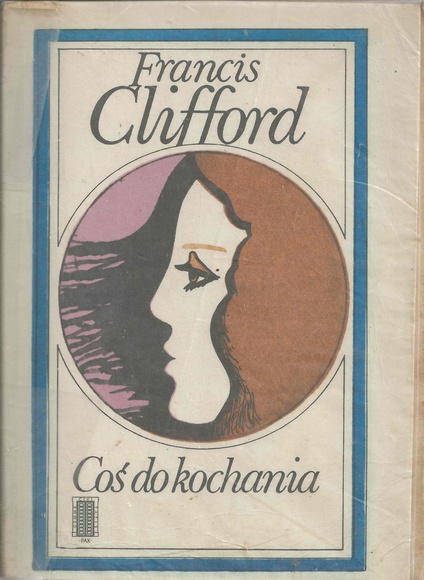 Francis
Clifford
Coś do kochania
PAX